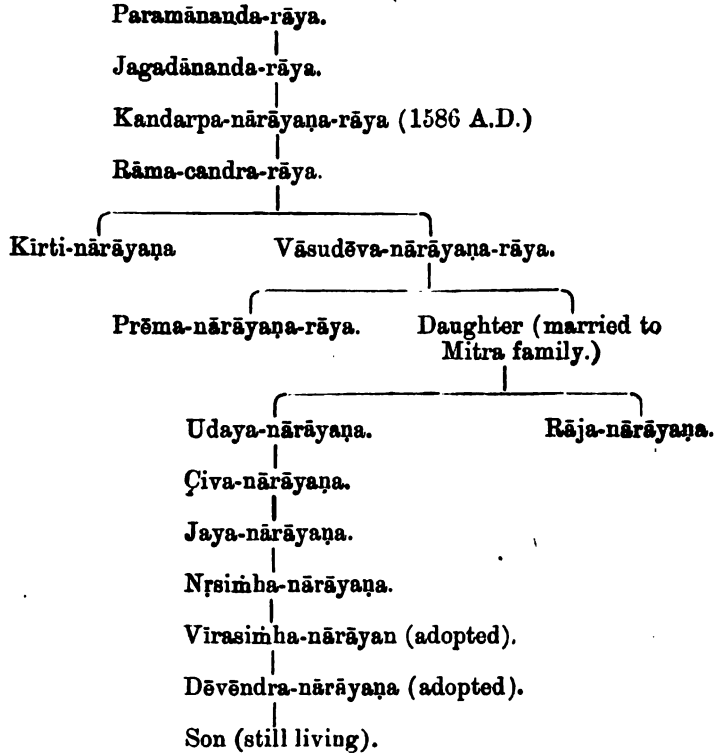 Paramānanda-rāya.
Jagadānanda-rāya.
Kandarpa-nārāyaṇa-rāya (1586 A.D.)
Rāma-candra-rāya.
Kīrti-nārāyaṇa Vāsudēva-nārāyaṇa-rāya.
Prēma-nārāyaṇa-rāya. Daughter (married to
Mitra family.)
Udaya-nārāyaṇa. Rāja-nārāyaṇa.
Çiva-nārāyaṇa.
Jaya-nārāyaṇa.
Nṛsiṁha-nārāyaṇa.
Vīrasiṁha-nārāyan (adopted).
Dēvēndra-nārāyaṇa (adopted).
Son (still living).